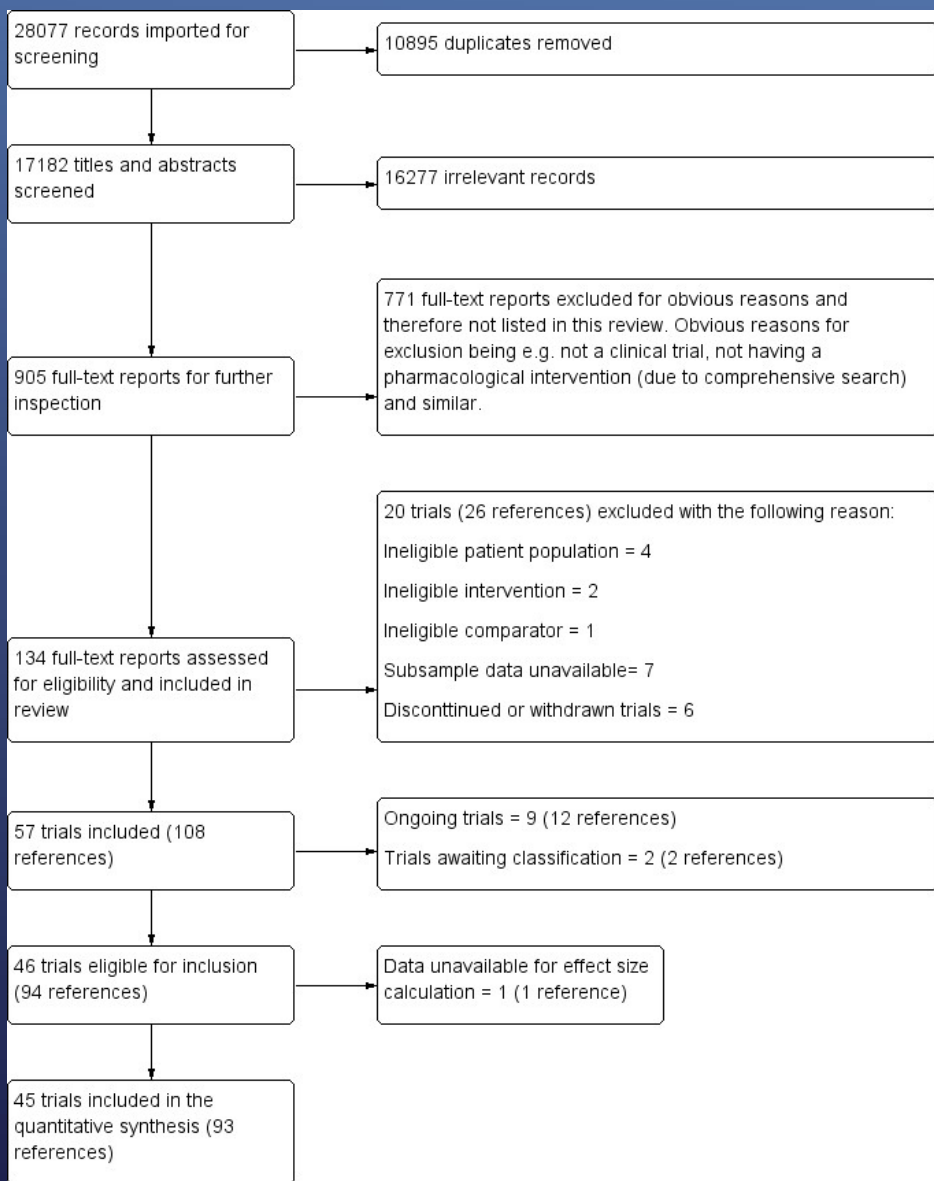 28077 records imported for
screening
10895 duplicates removed
17182 titles and abstracts
screened
16277 irrelevant records
771 full-text reports excluded for obvious reasons and
therefore not listed in this review. Obvious reasons for
exclusion being e.g. not a clinical trial, not having a
pharmacological intervention (due to comprehensive search)
and similar.
905 full-text reports for further
inspection
20 trials (26 references) excluded with the following reason:
Ineligible patient population = 4
Ineligible intervention = 2
Ineligible comparator = 1
Subsample data unavailable= 7
Disconttinued or withdrawn trials = 6
134 full-text reports assessed
for eligibility and included in
review
57 trials included (108
references)
Ongoing trials = 9 (12 references)
Trials awaiting classification = 2 (2 references)
46 trials eligible for inclusion
(94 references)
Data unavailable for effect size
calculation = 1 (1 reference)
45 trials included in the
quantitative synthesis (93
references)